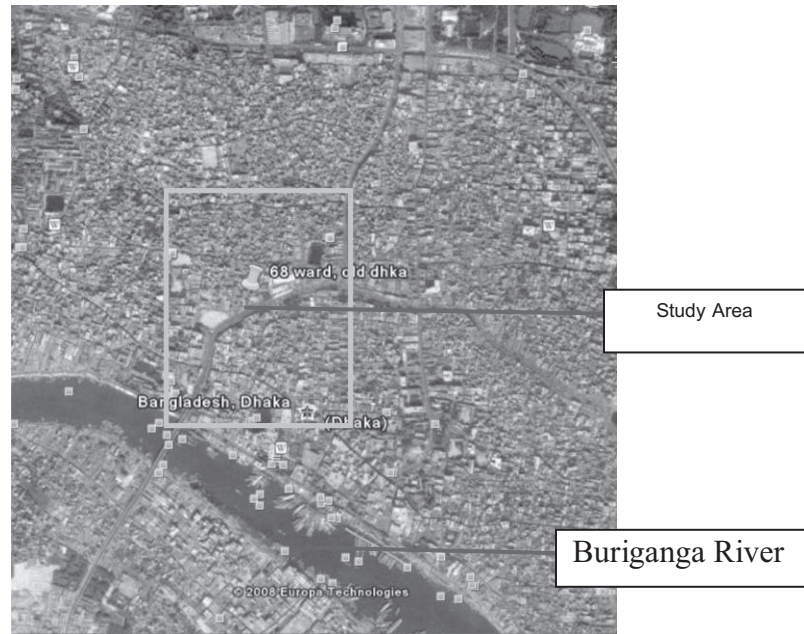 68 ward, old dhka
Study Area
Bangladesh, Dhaka
(Dhaka)
Buriganga River
© 2008 Europa Technologies
W
W
W
W